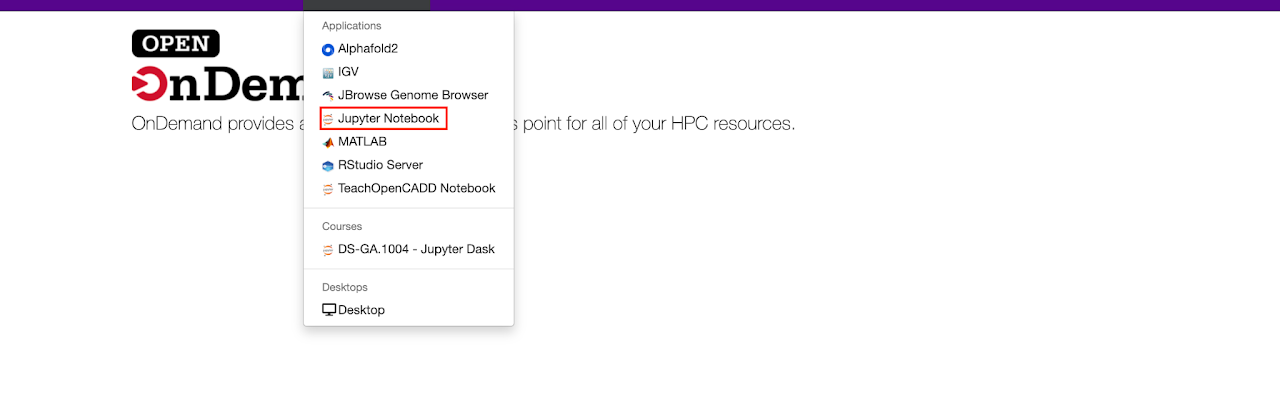 Applications
OPEN
Alphafold2
IGV
OnDem
JBrowse Genome Browser
OnDemand provides a
Jupyter Notebook
s point for all of your HPC resources.
MATLAB
RStudio Server
TeachOpenCADD Notebook
Courses
DS-GA.1004 - Jupyter Dask
Desktops
Desktop